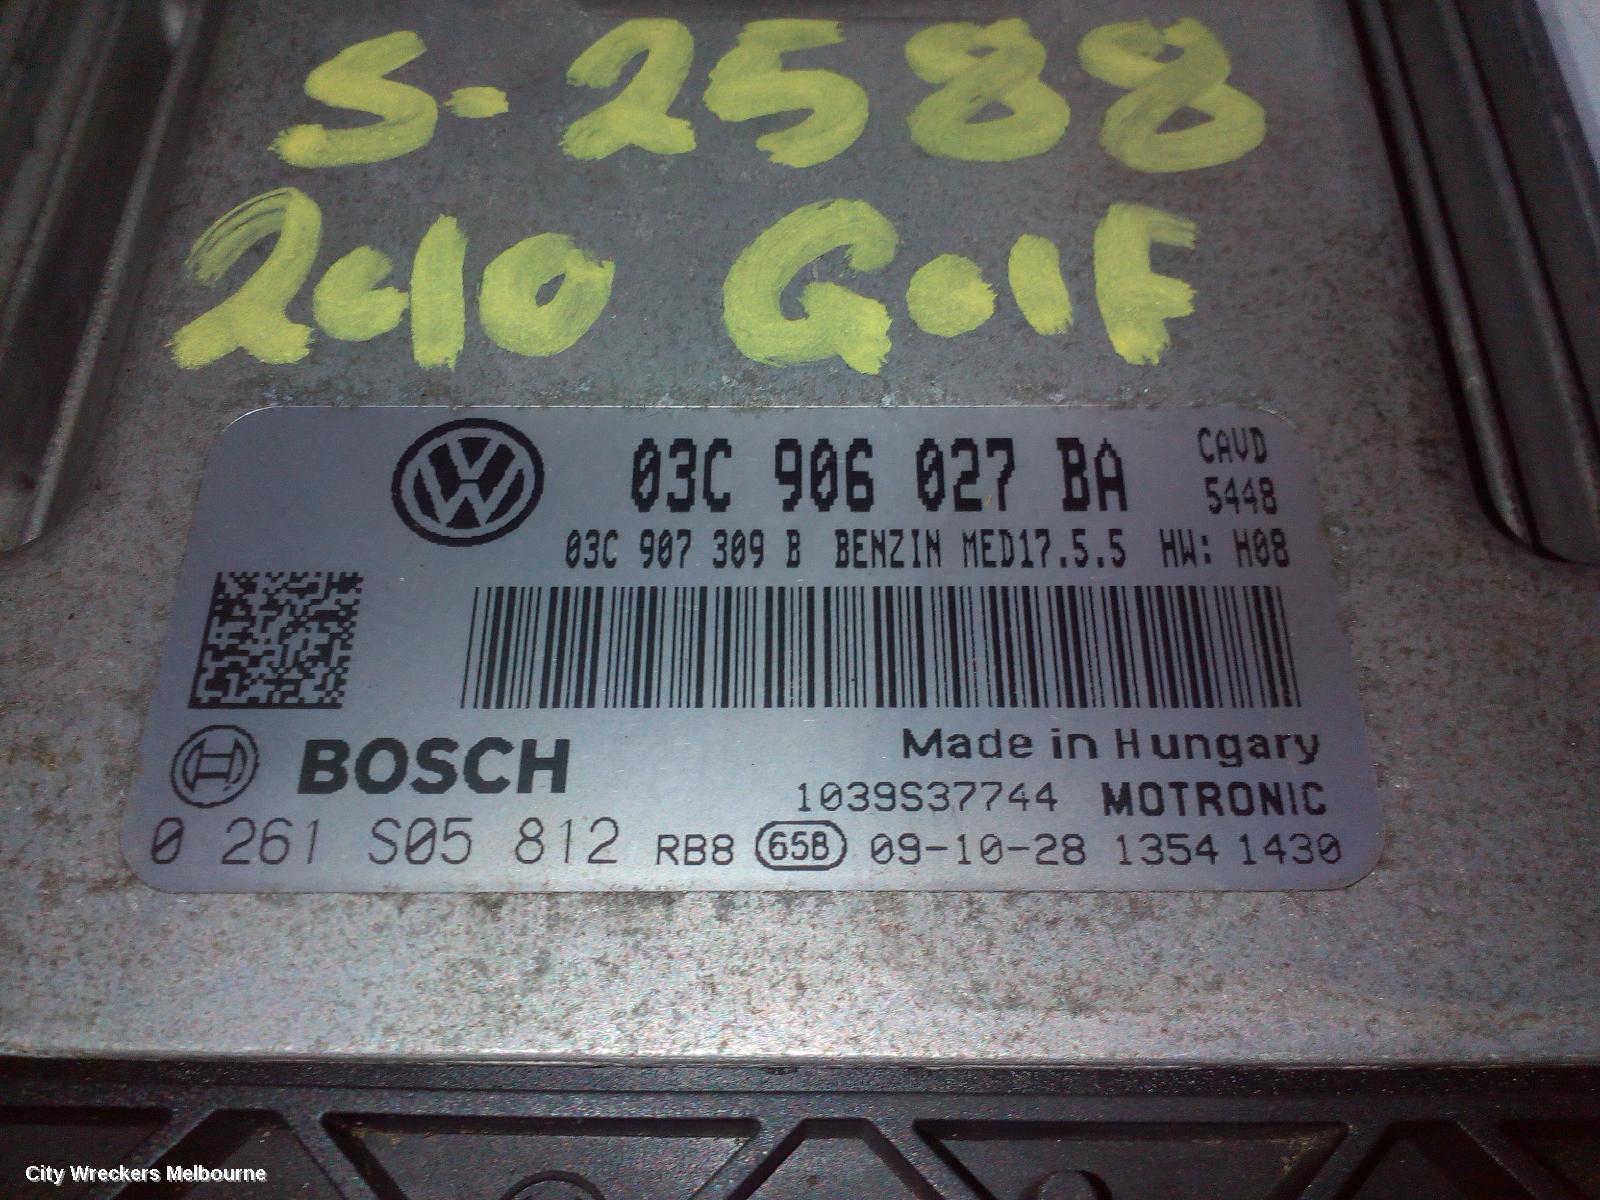 S-2588
2010 Golf
03C 906 027 BA
CAVD
5448
03C 907 309 B BENZIN MED17.5.5 HW: H08
Made in Hungary
BOSCH
1039S37744 MOTRONIC
0 261 S05 812 RB8 658 09-10-28 1354 1430
City Wreckers Melbourne